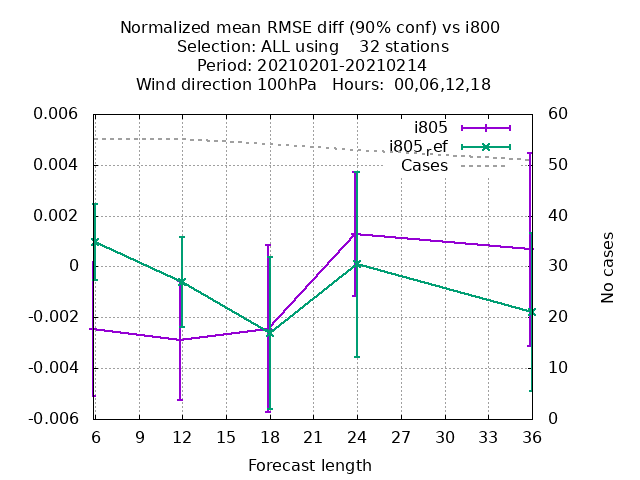 Normalized mean RMSE diff (90% conf) vs i800
Selection: ALL using    32 stations
Period: 20210201-20210214
Wind direction 100hPa   Hours:  00,06,12,18
0.006
0.004
0.002
0
-0.002
-0.004
-0.006
60
50
40
30
20
10
0
i805
i805_ref
Cases
No cases
6 9 12 15 18 21 24 27 30 33 36
Forecast length